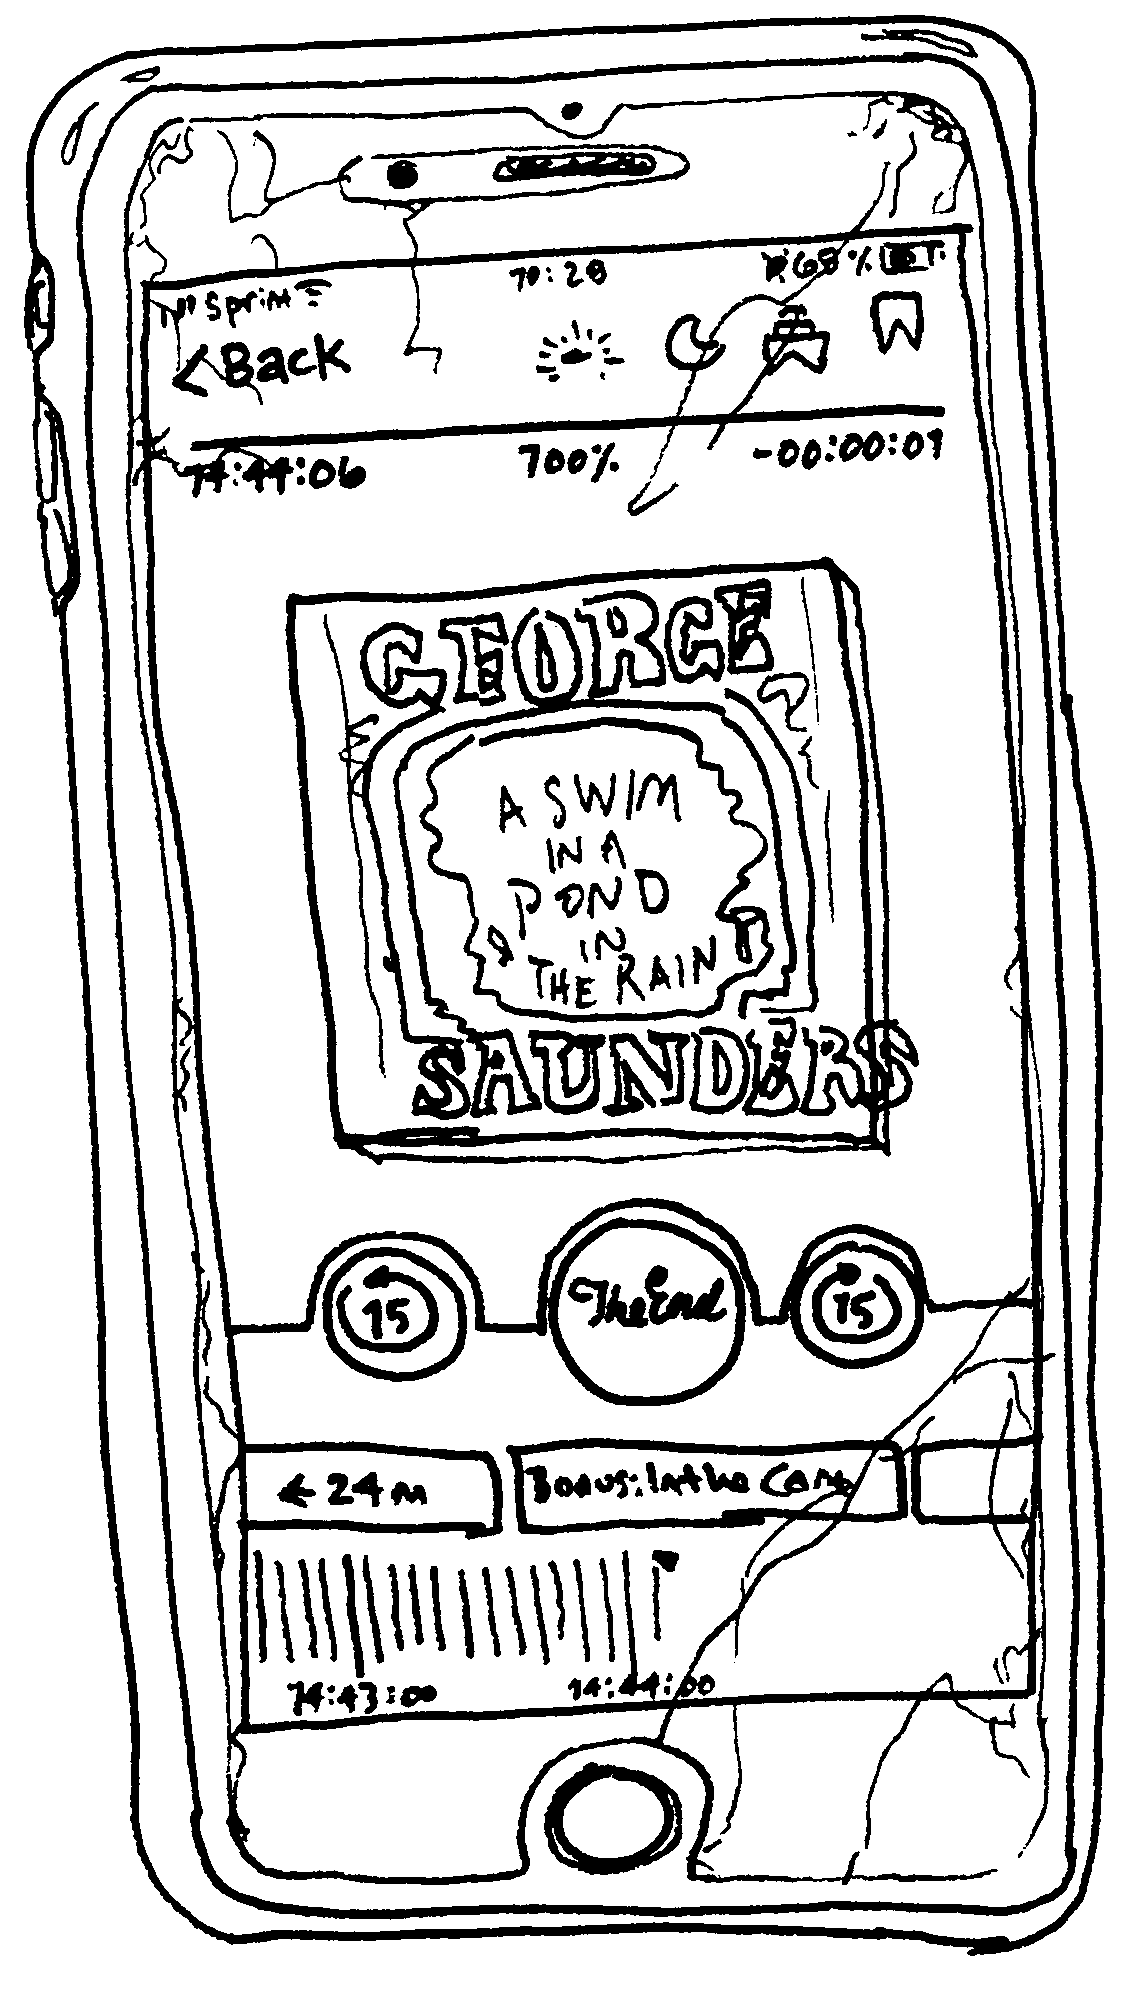 Sprint 10:28 68%
<Back
14:44:06 100% -00:00:01
GEORGE
A SWIM
IN A
POND
IN
THE RAIN
SAUNDERS
15 The End 15
← 24m Bonus: In the
14:43:00 14:44:00